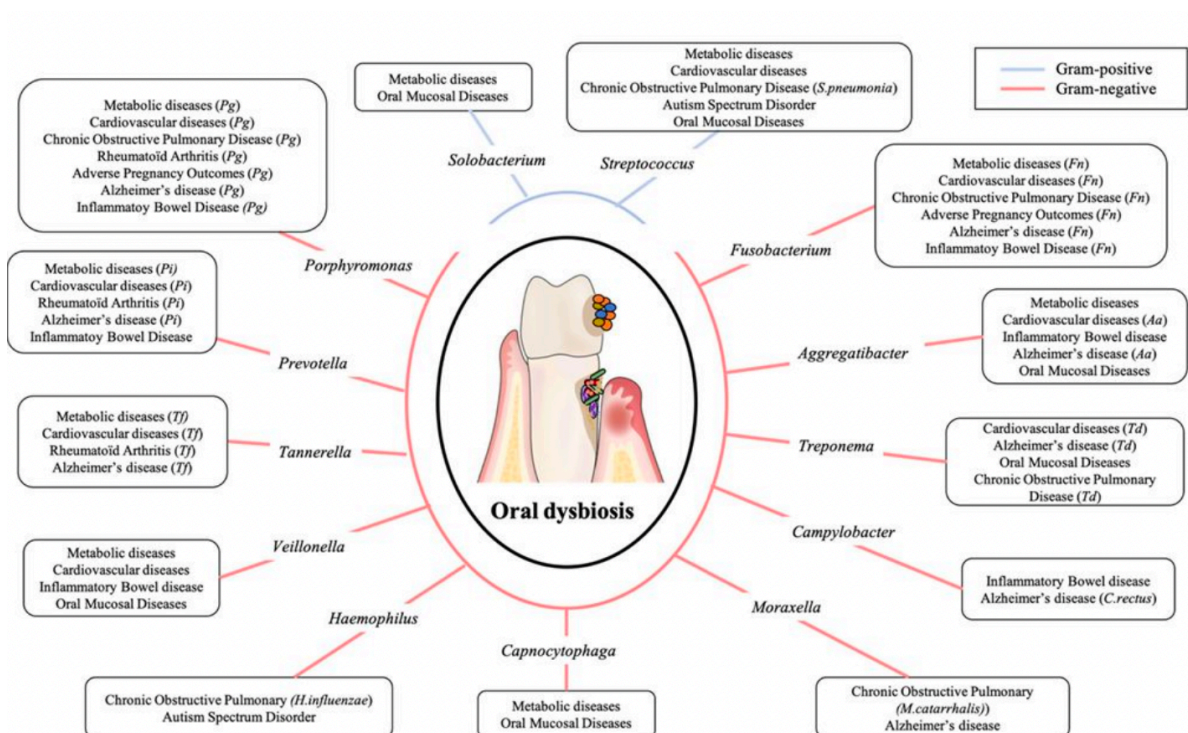 Metabolic diseases
Oral Mucosal Diseases
Solobacterium
Metabolic diseases
Cardiovascular diseases
Chronic Obstructive Pulmonary Disease (S.pneumonia)
Autism Spectrum Disorder
Oral Mucosal Diseases
Streptococcus
Gram-positive
Gram-negative
Metabolic diseases (Pg)
Cardiovascular diseases (Pg)
Chronic Obstructive Pulmonary Disease (Pg)
Rheumatoïd Arthritis (Pg)
Adverse Pregnancy Outcomes (Pg)
Alzheimer's disease (Pg)
Inflammatoy Bowel Disease (Pg)
Porphyromonas
Metabolic diseases (Fn)
Cardiovascular diseases (Fn)
Chronic Obstructive Pulmonary Disease (Fn)
Adverse Pregnancy Outcomes (Fn)
Alzheimer's disease (Fn)
Inflammatoy Bowel Disease (Fn)
Fusobacterium
Metabolic diseases (Pi)
Cardiovascular diseases (Pi)
Rheumatoïd Arthritis (Pi)
Alzheimer's disease (Pi)
Inflammatoy Bowel Disease
Prevotella
Metabolic diseases
Cardiovascular diseases (Aa)
Inflammatory Bowel disease
Alzheimer's disease (Aa)
Oral Mucosal Diseases
Aggregatibacter
Metabolic diseases (Tf)
Cardiovascular diseases (Tf)
Rheumatoïd Arthritis (Tf)
Alzheimer's disease (Tf)
Tannerella
Cardiovascular diseases (Td)
Alzheimer's disease (Td)
Oral Mucosal Diseases
Chronic Obstructive Pulmonary
Disease (Td)
Treponema
Oral dysbiosis
Metabolic diseases
Cardiovascular diseases
Inflammatory Bowel disease
Oral Mucosal Diseases
Veillonella
Campylobacter
Inflammatory Bowel disease
Alzheimer's disease (C.rectus)
Haemophilus
Chronic Obstructive Pulmonary (H.influenzae)
Autism Spectrum Disorder
Capnocytophaga
Metabolic diseases
Oral Mucosal Diseases
Moraxella
Chronic Obstructive Pulmonary
(M.catarrhalis))
Alzheimer's disease